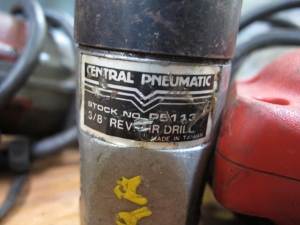 CENTRAL PNEUMATIC
STOCK NO.
3/8" REV AIR DRILL
MADE IN TAIWAN